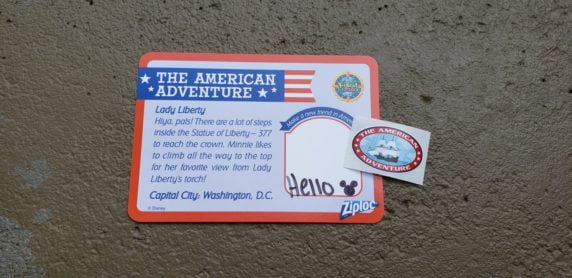 THE AMERICAN
ADVENTURE
Lady Liberty
Hiya, pals! There are a lot of steps
inside the Statue of Liberty – 377
to reach the crown. Minnie likes
to climb all the way to the top
for her favorite view from Lady
Liberty's torch!
Capital City: Washington, D.C.
© Disney
Make a new friend in
Hello
Ziploc
THE AMERICAN
ADVENTURE